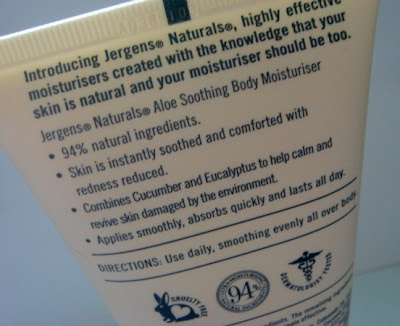 Introducing Jergens® Naturals®, highly effective
moisturisers created with the knowledge that your
skin is natural and your moisturiser should be too.
Jergens® Naturals® Aloe Soothing Body Moisturiser
• 94% natural ingredients.
• Skin is instantly soothed and comforted with
redness reduced.
• Combines Cucumber and Eucalyptus to help calm and
revive skin damaged by the environment.
• Applies smoothly, absorbs quickly and lasts all day.
DIRECTIONS: Use daily, smoothing evenly all over body.
CRUELTY FREE
94%
DERMATOLOGIST TESTED
ingredients. The remaining